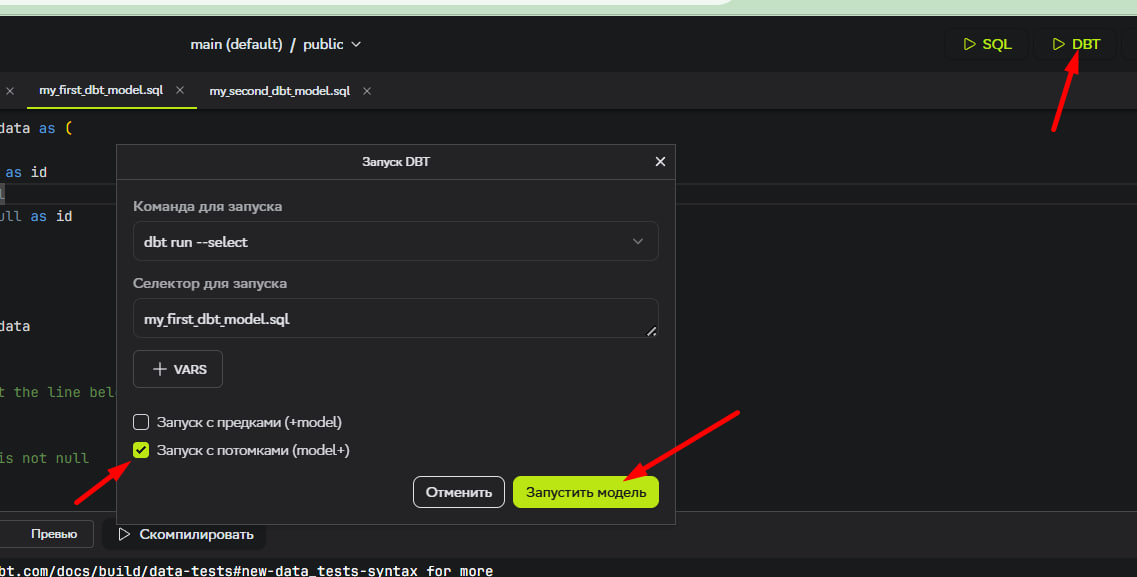 main (default) / public
SQL
DBT
my_first_dbt_model.sql
my_second_dbt_model.sql
data as (
as id
as id
data
t the line
is not null
Запуск DBT
Команда для запуска
dbt run --select
Селектор для запуска
my_first_dbt_model.sql
VARS
Запуск с предками (+model)
Запуск с потомками (model+)
Отменить
Запустить модель
Превью
Скомпилировать
bt.com/docs/build/data-tests#new-data_tests-syntax for more